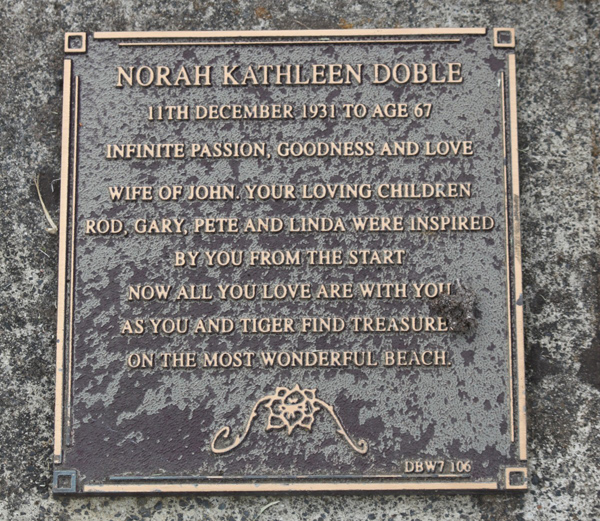 NORAH KATHLEEN DOBLE
11TH DECEMBER 1931 TO AGE 67
INFINITE PASSION, GOODNESS AND LOVE
WIFE OF JOHN. YOUR LOVING CHILDREN
ROD, GARY, PETE AND LINDA WERE INSPIRED
BY YOU FROM THE START
NOW ALL YOU LOVE ARE WITH YOU
AS YOU AND TIGER FIND TREASURES
ON THE MOST WONDERFUL BEACH.
DBW7 106